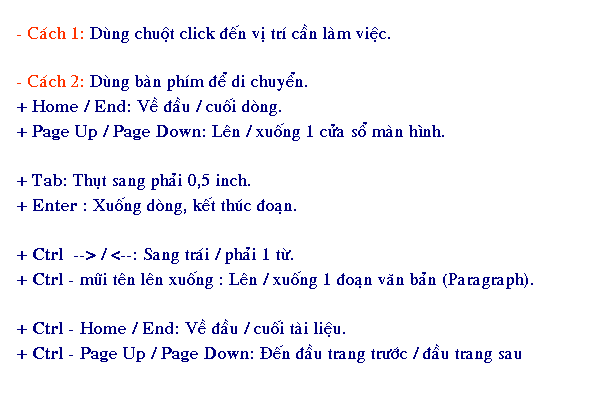 - Cách 1: Dùng chuột click đến vị trí cần làm việc.
- Cách 2: Dùng bàn phím để di chuyển.
+ Home / End: Về đầu / cuối dòng.
+ Page Up / Page Down: Lên / xuống 1 cửa sổ màn hình.
+ Tab: Thụt sang phải 0,5 inch.
+ Enter : Xuống dòng, kết thúc đoạn.
+ Ctrl --> / <--: Sang trái / phải 1 từ.
+ Ctrl - mũi tên lên xuống : Lên / xuống 1 đoạn văn bản (Paragraph).
+ Ctrl - Home / End: Về đầu / cuối tài liệu.
+ Ctrl - Page Up / Page Down: Đến đầu trang trước / đầu trang sau